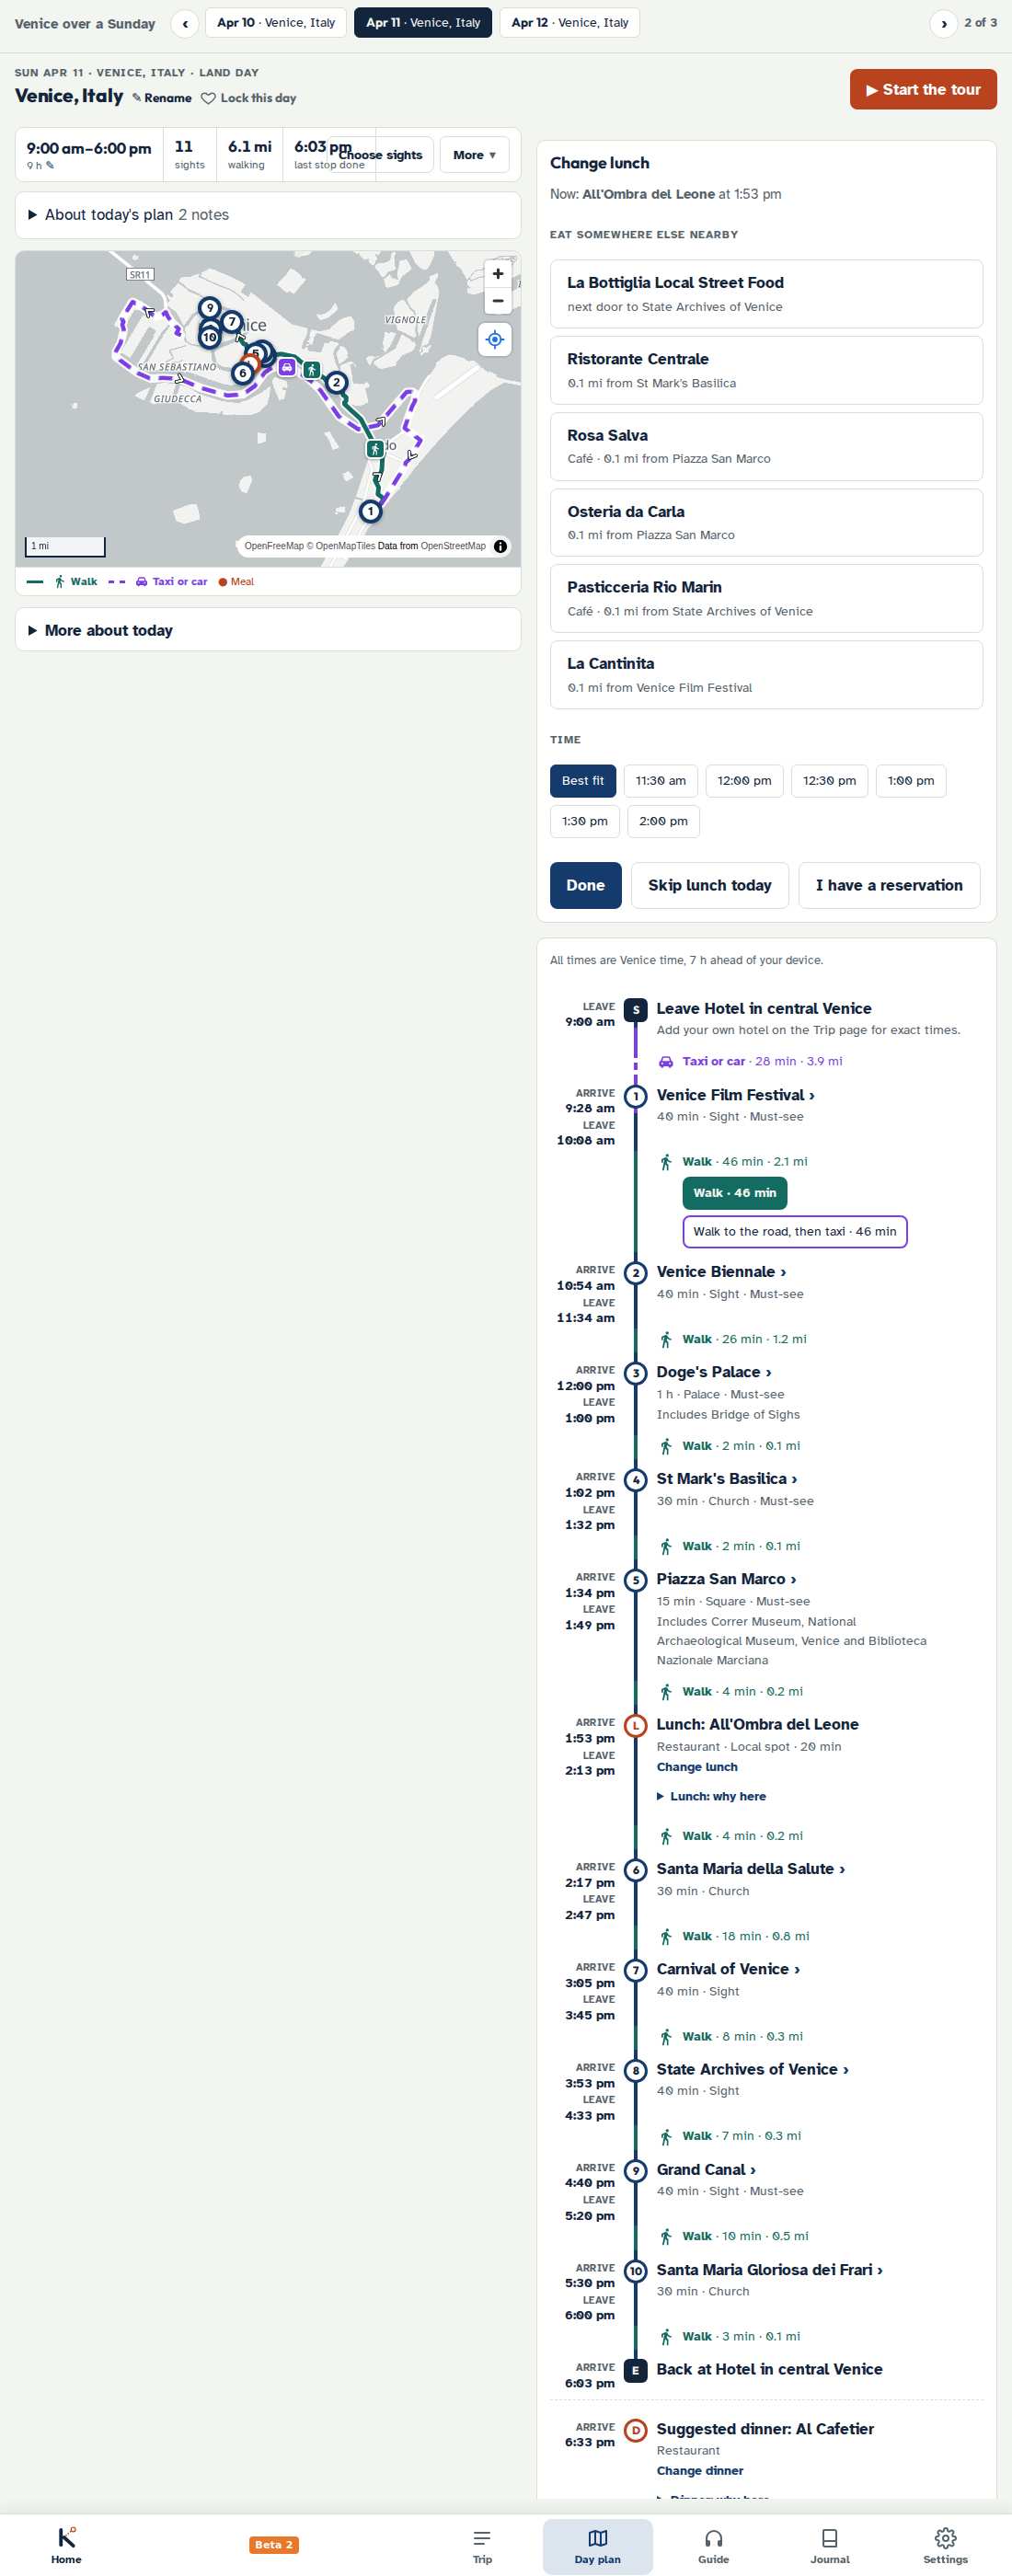 Venice over a Sunday
‹
Apr 10 · Venice, Italy
Apr 11 · Venice, Italy
Apr 12 · Venice, Italy
›
2 of 3
SUN APR 11 · VENICE, ITALY · LAND DAY
Venice, Italy ✎ Rename ♡ Lock this day
▶ Start the tour
9:00 am–6:00 pm
9 h ✎
11
sights
6.1 mi
walking
6:03 pm
last stop done
Choose sights
More ▾
▶ About today's plan 2 notes
SR11
9
7
10
5
6
2
1
VIGNOLE
SAN SEBASTIANO
GIUDECCA
+
−
1 mi
OpenFreeMap © OpenMapTiles Data from OpenStreetMap
Walk
Taxi or car
Meal
▶ More about today
Change lunch
Now: All'Ombra del Leone at 1:53 pm
EAT SOMEWHERE ELSE NEARBY
La Bottiglia Local Street Food
next door to State Archives of Venice
Ristorante Centrale
0.1 mi from St Mark's Basilica
Rosa Salva
Café · 0.1 mi from Piazza San Marco
Osteria da Carla
0.1 mi from Piazza San Marco
Pasticceria Rio Marin
Café · 0.1 mi from State Archives of Venice
La Cantinita
0.1 mi from Venice Film Festival
TIME
Best fit
11:30 am
12:00 pm
12:30 pm
1:00 pm
1:30 pm
2:00 pm
Done
Skip lunch today
I have a reservation
All times are Venice time, 7 h ahead of your device.
LEAVE
9:00 am
S
Leave Hotel in central Venice
Add your own hotel on the Trip page for exact times.
Taxi or car · 28 min · 3.9 mi
ARRIVE
9:28 am
LEAVE
10:08 am
1
Venice Film Festival ›
40 min · Sight · Must-see
Walk · 46 min · 2.1 mi
Walk · 46 min
Walk to the road, then taxi · 46 min
ARRIVE
10:54 am
LEAVE
11:34 am
2
Venice Biennale ›
40 min · Sight · Must-see
Walk · 26 min · 1.2 mi
ARRIVE
12:00 pm
LEAVE
1:00 pm
3
Doge's Palace ›
1 h · Palace · Must-see
Includes Bridge of Sighs
Walk · 2 min · 0.1 mi
ARRIVE
1:02 pm
LEAVE
1:32 pm
4
St Mark's Basilica ›
30 min · Church · Must-see
Walk · 2 min · 0.1 mi
ARRIVE
1:34 pm
LEAVE
1:49 pm
5
Piazza San Marco ›
15 min · Square · Must-see
Includes Correr Museum, National
Archaeological Museum, Venice and Biblioteca
Nazionale Marciana
Walk · 4 min · 0.2 mi
ARRIVE
1:53 pm
LEAVE
2:13 pm
L
Lunch: All'Ombra del Leone
Restaurant · Local spot · 20 min
Change lunch
▶ Lunch: why here
Walk · 4 min · 0.2 mi
ARRIVE
2:17 pm
LEAVE
2:47 pm
6
Santa Maria della Salute ›
30 min · Church
Walk · 18 min · 0.8 mi
ARRIVE
3:05 pm
LEAVE
3:45 pm
7
Carnival of Venice ›
40 min · Sight
Walk · 8 min · 0.3 mi
ARRIVE
3:53 pm
LEAVE
4:33 pm
8
State Archives of Venice ›
40 min · Sight
Walk · 7 min · 0.3 mi
ARRIVE
4:40 pm
LEAVE
5:20 pm
9
Grand Canal ›
40 min · Sight · Must-see
Walk · 10 min · 0.5 mi
ARRIVE
5:30 pm
LEAVE
6:00 pm
10
Santa Maria Gloriosa dei Frari ›
30 min · Church
Walk · 3 min · 0.1 mi
ARRIVE
6:03 pm
E
Back at Hotel in central Venice
ARRIVE
6:33 pm
D
Suggested dinner: Al Cafetier
Restaurant
Change dinner
Home
Beta 2
Trip
Day plan
Guide
Journal
Settings